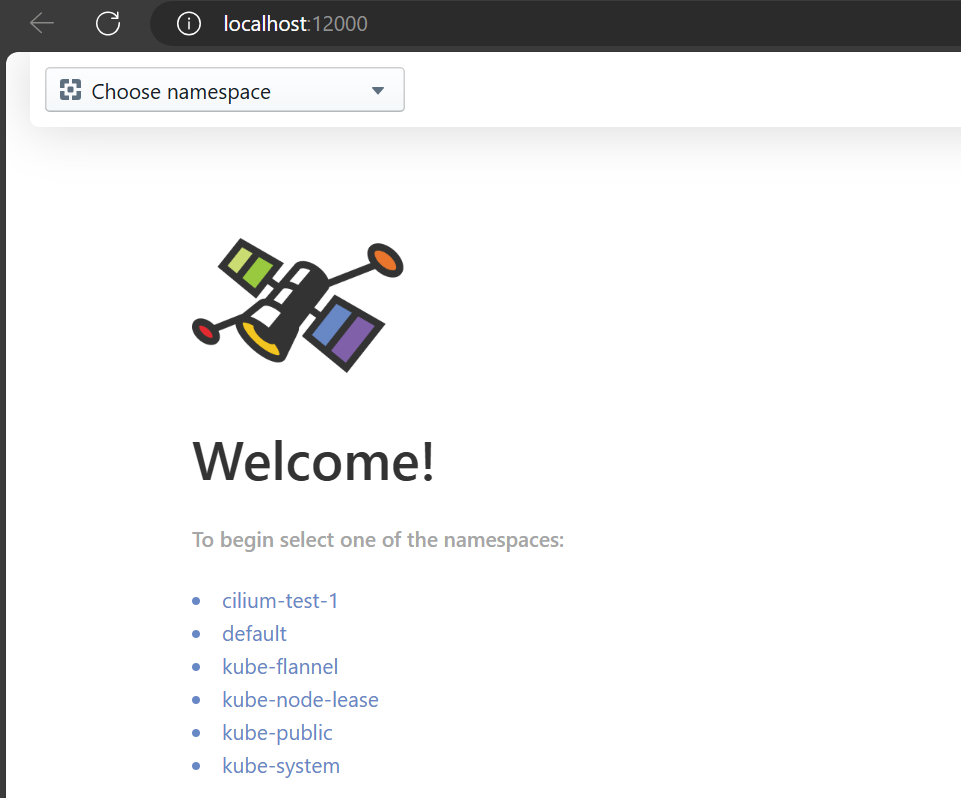 localhost:12000
Choose namespace
Welcome!
To begin select one of the namespaces:
cilium-test-1
default
kube-flannel
kube-node-lease
kube-public
kube-system